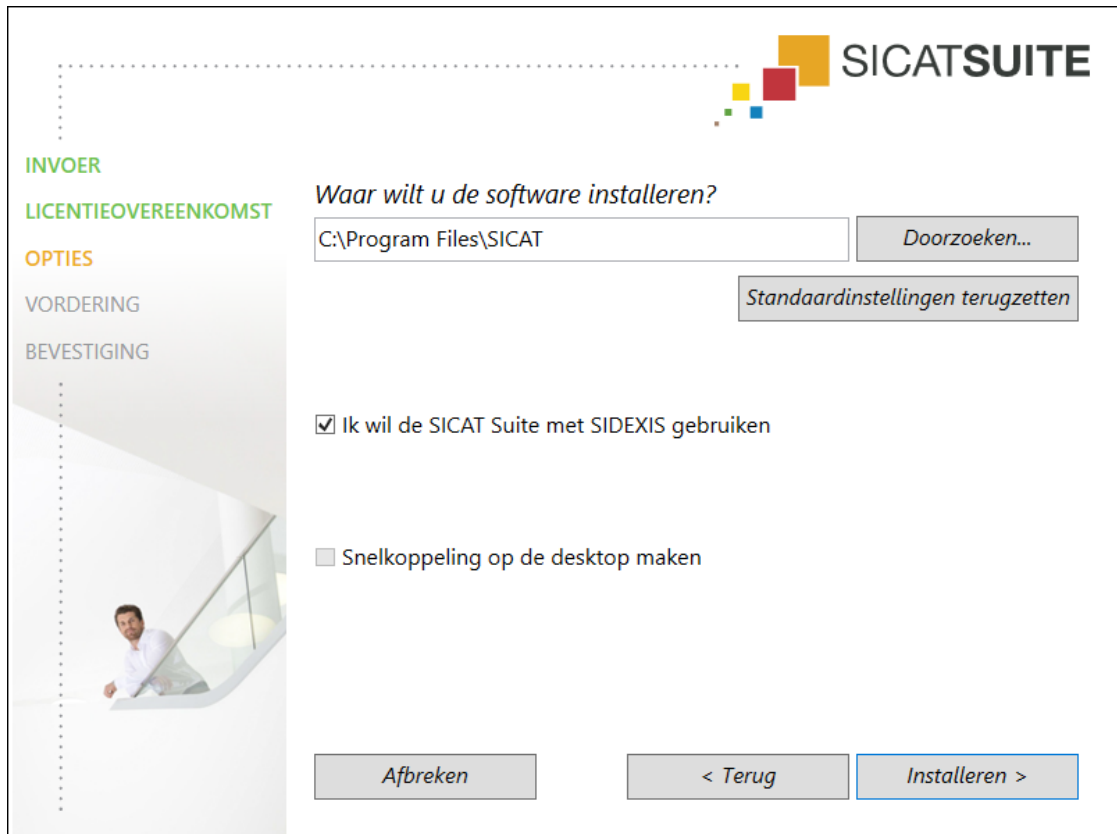 SICATSUITE
INVOER
LICENTIEOVEREENKOMST
OPTIES
VORDERING
BEVESTIGING
Waar wilt u de software installeren?
C:\Program Files\SICAT
Doorzoeken...
Standaardinstellingen terugzetten
Ik wil de SICAT Suite met SIDEXIS gebruiken
Snelkoppeling op de desktop maken
Afbreken
< Terug
Installeren >